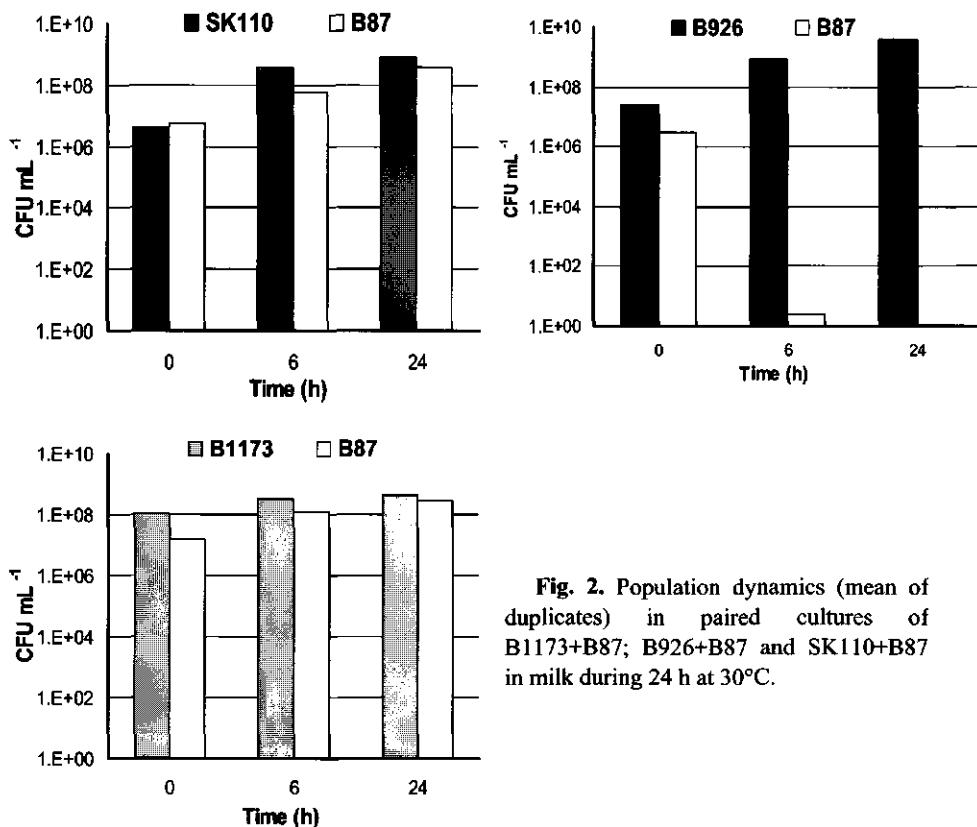 SK110 B87
1.E+10
1.E+08
1.E+06
1.E+04
1.E+02
1.E+00
CFU mL -1
0 6 24
Time (h)
B926 B87
1.E+10
1.E+08
1.E+06
1.E+04
1.E+02
1.E+00
CFU mL -1
0 6 24
Time (h)
B1173 B87
1.E+10
1.E+08
1.E+06
1.E+04
1.E+02
1.E+00
CFU mL -1
0 6 24
Time (h)
Fig. 2. Population dynamics (mean of
duplicates) in paired cultures of
B1173+B87; B926+B87 and SK110+B87
in milk during 24 h at 30°C.